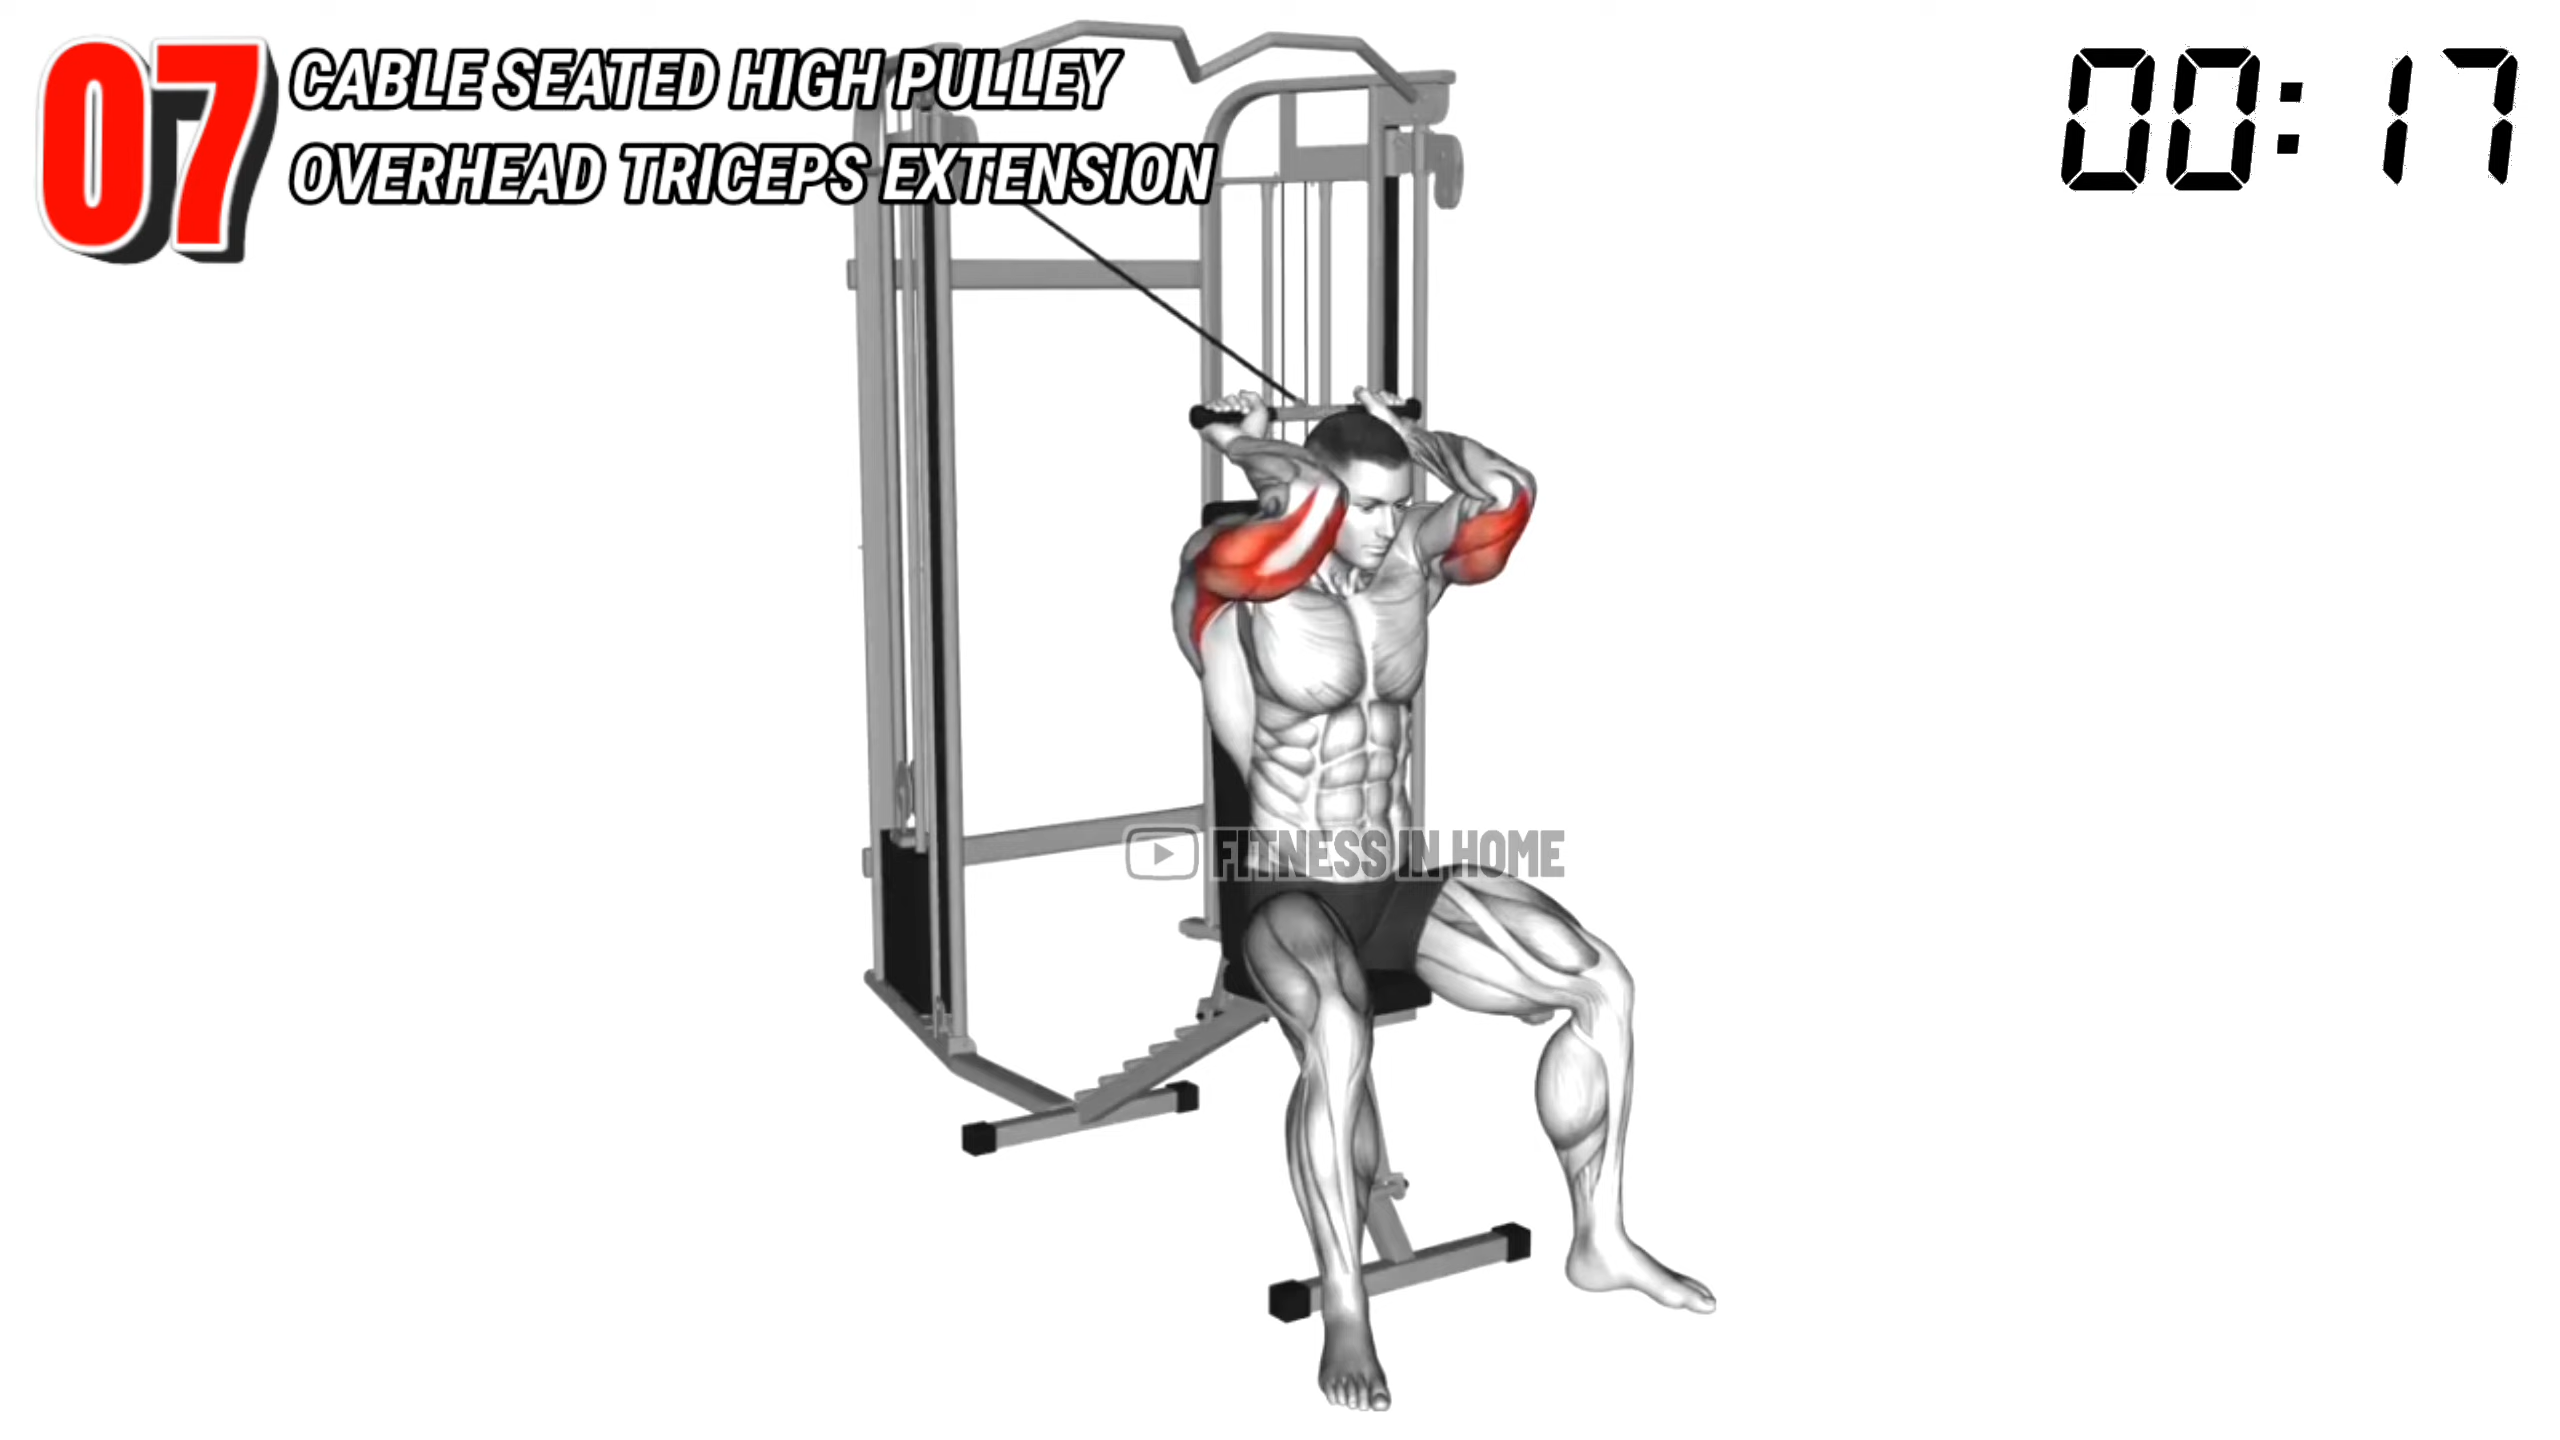 07
CABLE SEATED HIGH PULLEY
OVERHEAD TRICEPS EXTENSION
00:17
FITNESS IN HOME